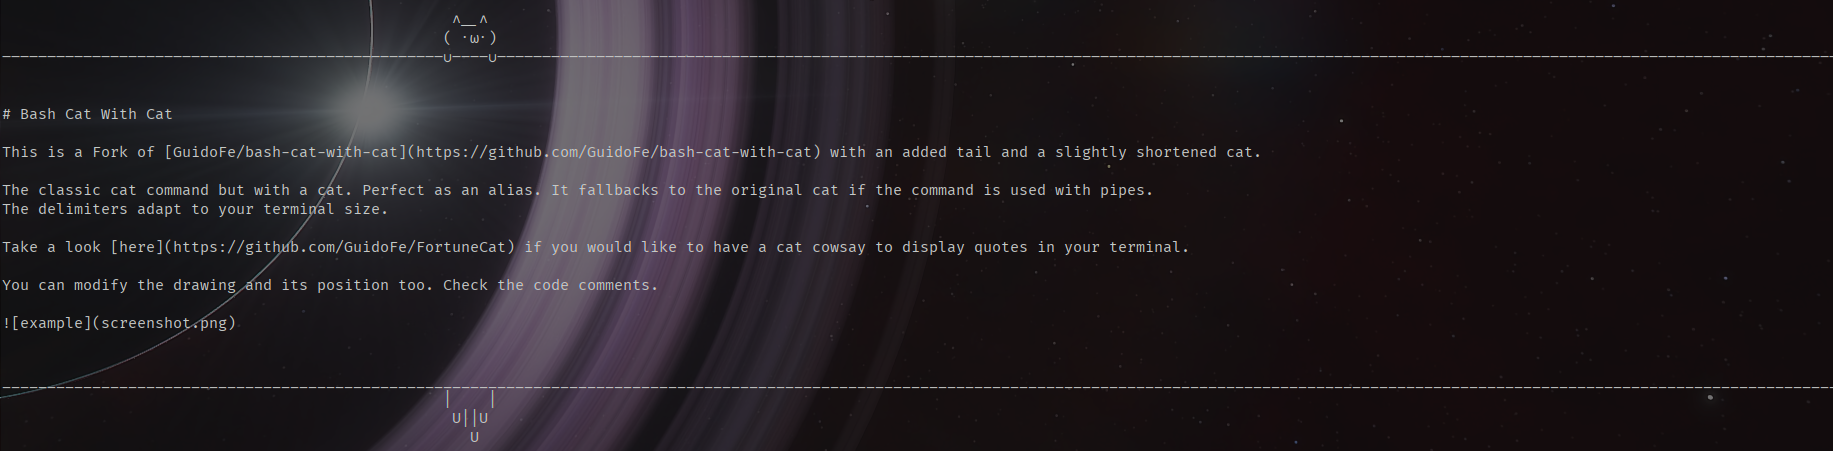 ^__^
( ·ω·)
————————————————U————U————————————————
# Bash Cat With Cat
This is a Fork of [GuidoFe/bash-cat-with-cat](https://github.com/GuidoFe/bash-cat-with-cat) with an added tail and a slightly shortened cat.
The classic cat command but with a cat. Perfect as an alias. It fallbacks to the original cat if the command is used with pipes.
The delimiters adapt to your terminal size.
Take a look [here](https://github.com/GuidoFe/FortuneCat) if you would like to have a cat cowsay to display quotes in your terminal.
You can modify the drawing and its position too. Check the code comments.
![example](screenshot.png)
————————————————————————————————
|    |
U||U
U